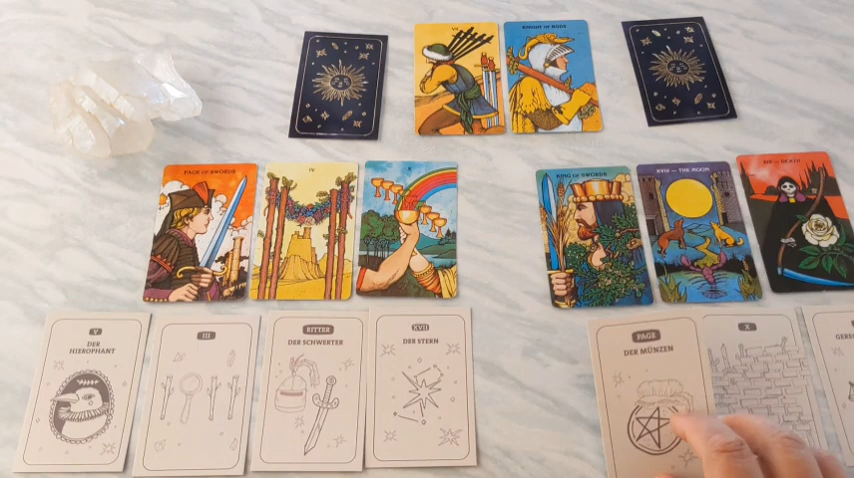 VII
KNIGHT OF RODS
PAGE OF SWORDS
IV
X
KING OF SWORDS
XVIII — THE MOON
XIII — DEATH
V
DER
HIEROPHANT
III
RITTER
DER SCHWERTER
XVII
DER STERN
PAGE
DER MÜNZEN
X